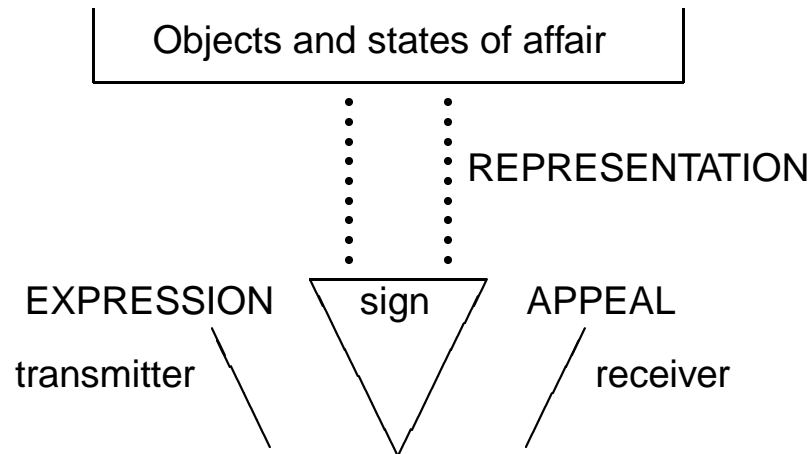 Objects and states of affair
REPRESENTATION
EXPRESSION sign APPEAL
transmitter receiver